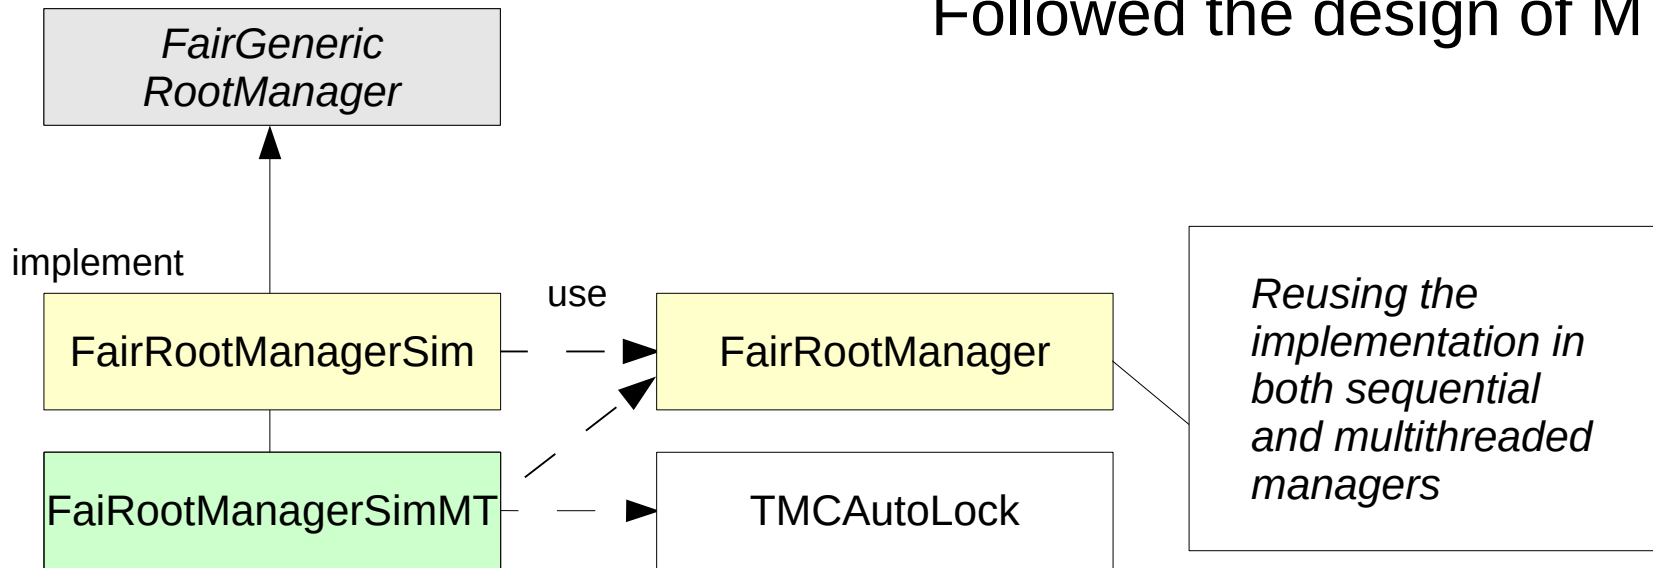 Followed the design of M
FairGeneric
RootManager
implement
use
FairRootManagerSim
FairRootManager
Reusing the
implementation in
both sequential
and multithreaded
managers
FaiRootManagerSimMT
TMCAutoLock